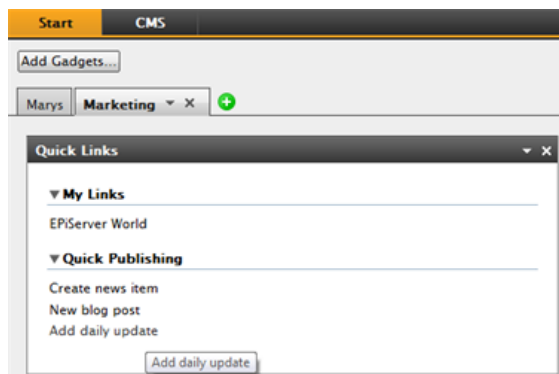 Start CMS
Add Gadgets...
Marys Marketing
Quick Links
My Links
EPiServer World
Quick Publishing
Create news item
New blog post
Add daily update
Add daily update